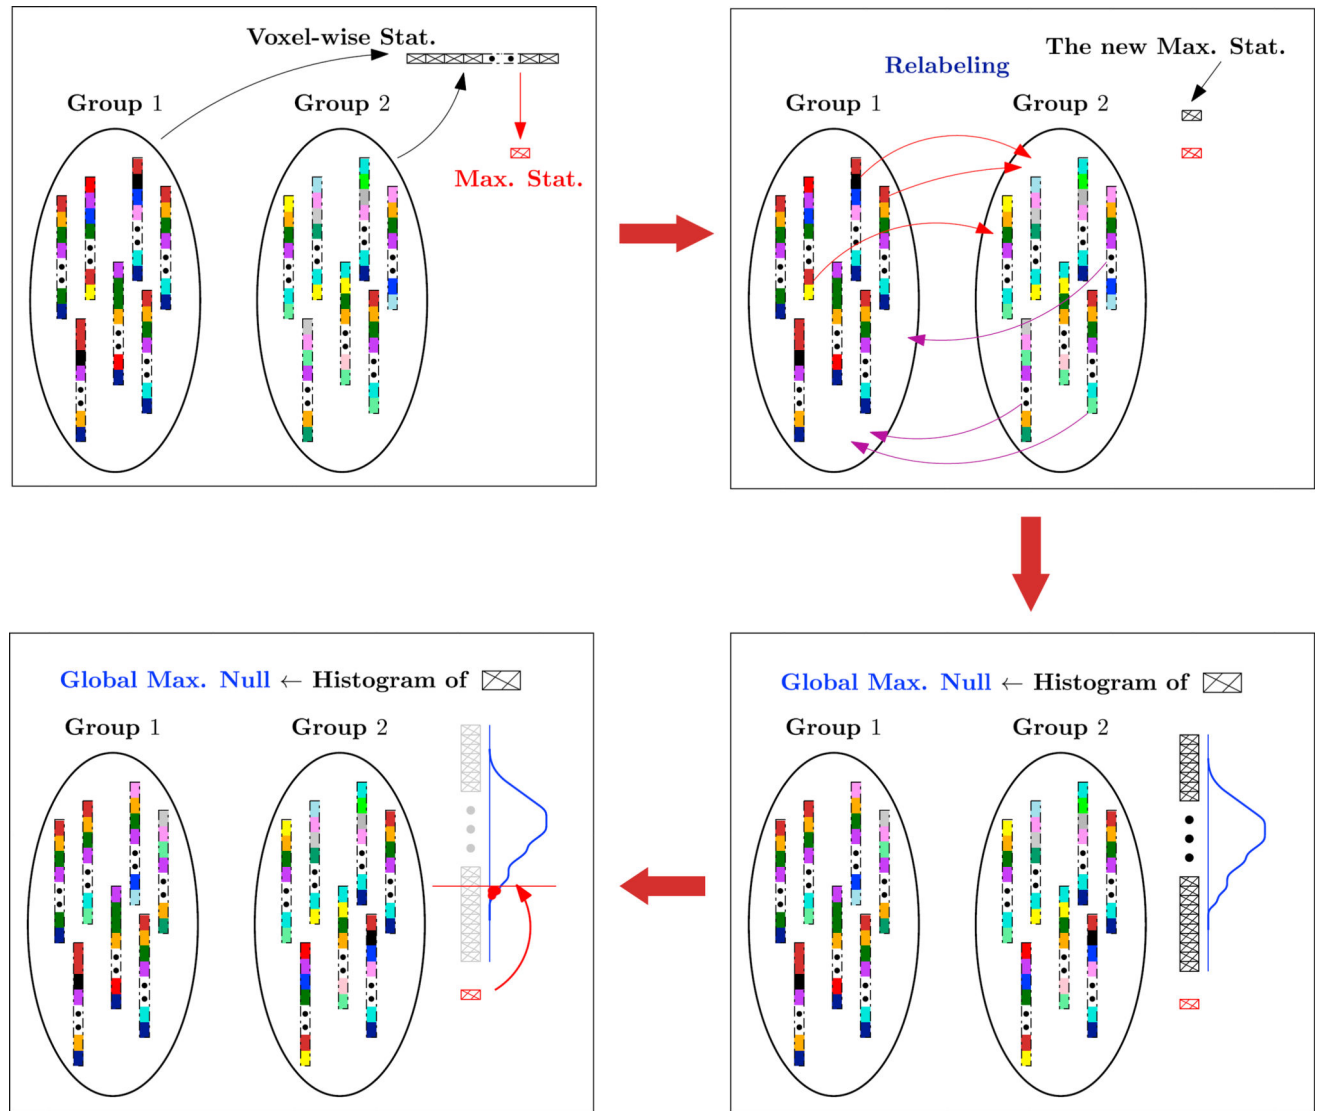 Voxel-wise Stat.
Group 1
Group 2
Max. Stat.
The new Max. Stat.
Relabeling
Group 1
Group 2
Global Max. Null ← Histogram of
Group 1
Group 2
Global Max. Null ← Histogram of
Group 1
Group 2